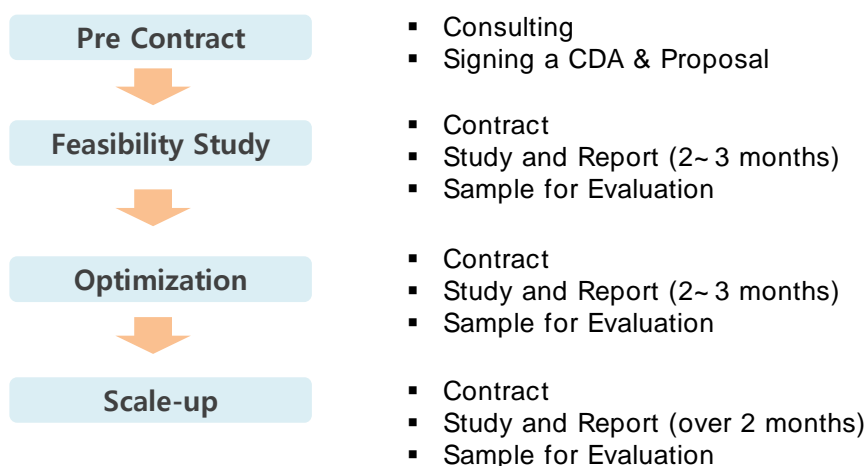 Pre Contract
▪ Consulting
▪ Signing a CDA & Proposal
Feasibility Study
▪ Contract
▪ Study and Report (2~3 months)
▪ Sample for Evaluation
Optimization
▪ Contract
▪ Study and Report (2~3 months)
▪ Sample for Evaluation
Scale-up
▪ Contract
▪ Study and Report (over 2 months)
▪ Sample for Evaluation